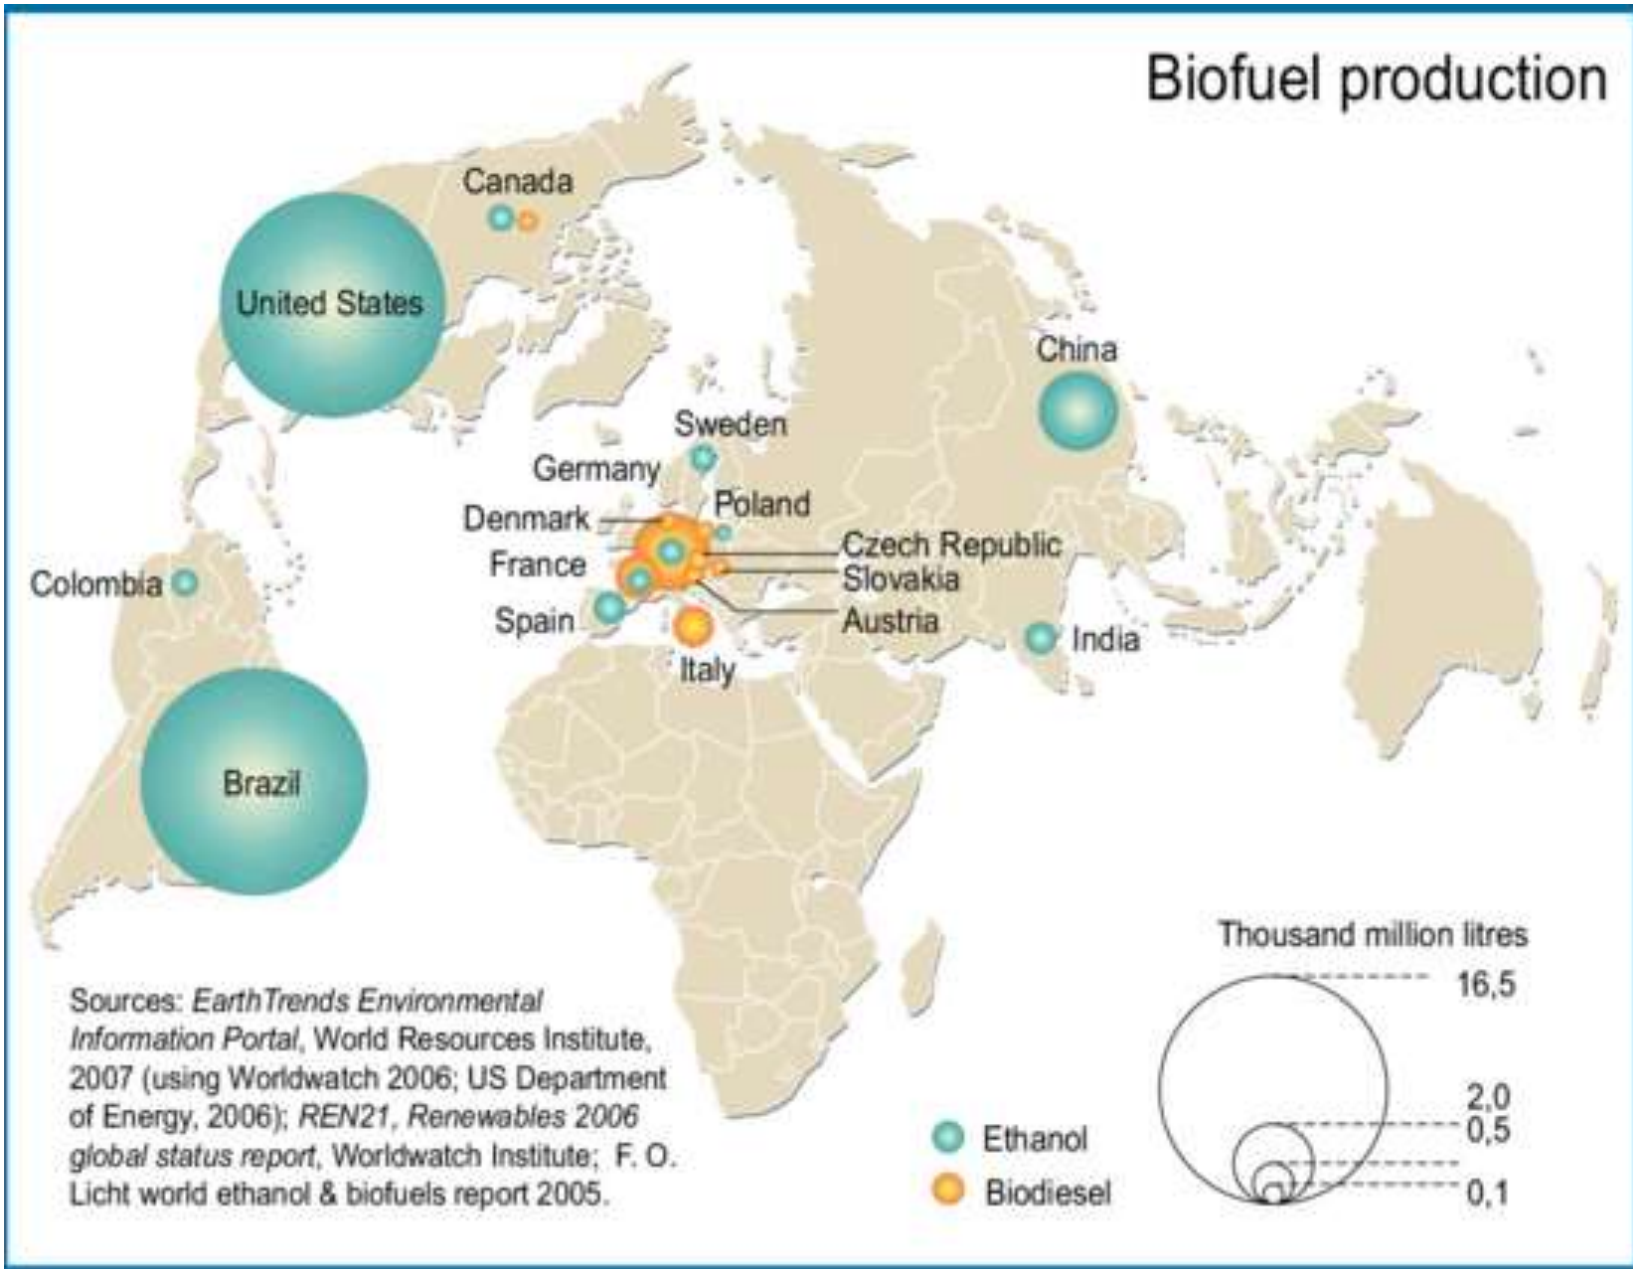 Biofuel production
Canada
United States
China
Sweden
Germany
Poland
Denmark
Czech Republic
France
Slovakia
Colombia
Spain
Austria
India
Italy
Brazil
Thousand million litres
16,5
2,0
0,5
0,1
Sources: EarthTrends Environmental
Information Portal, World Resources Institute,
2007 (using Worldwatch 2006; US Department
of Energy, 2006); REN21, Renewables 2006
global status report, Worldwatch Institute; F. O.
Licht world ethanol & biofuels report 2005.
Ethanol
Biodiesel